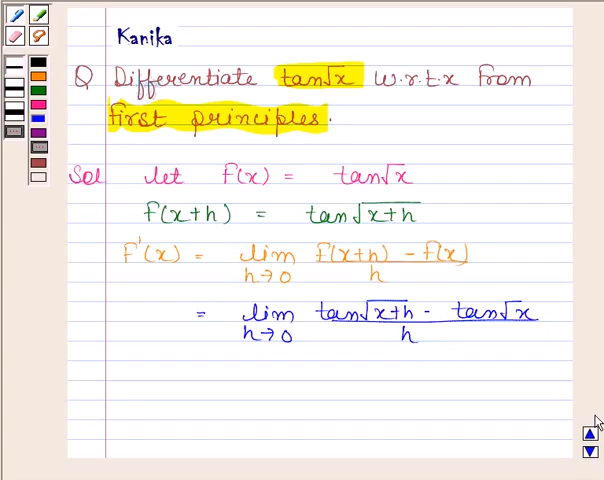 Kanika
Q Differentiate tan√x w.r.t.x from
first principles.
Sol let f(x) = tan√x
f(x+h) = tan√(x+h)
f'(x) = lim h→0 (f(x+h) - f(x))/h
= lim h→0 (tan√(x+h) - tan√x)/h